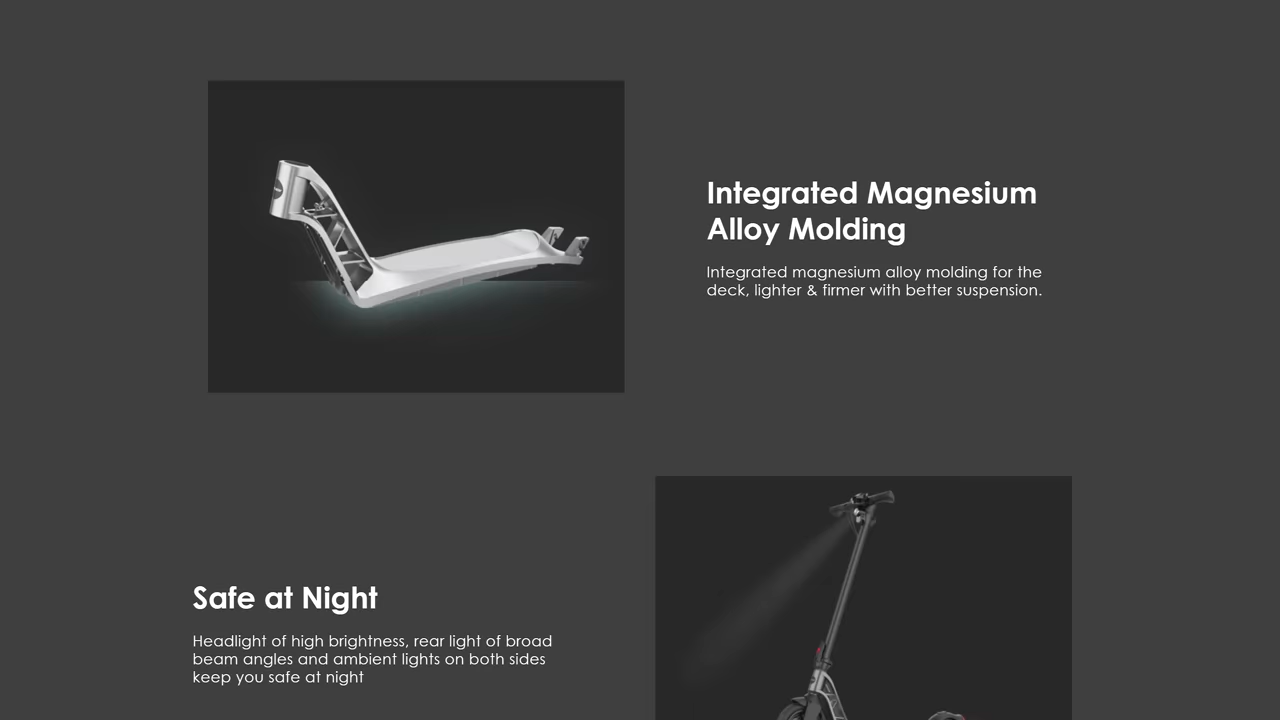 Integrated Magnesium
Alloy Molding
Integrated magnesium alloy molding for the
deck, lighter & firmer with better suspension.
Safe at Night
Headlight of high brightness, rear light of broad
beam angles and ambient lights on both sides
keep you safe at night